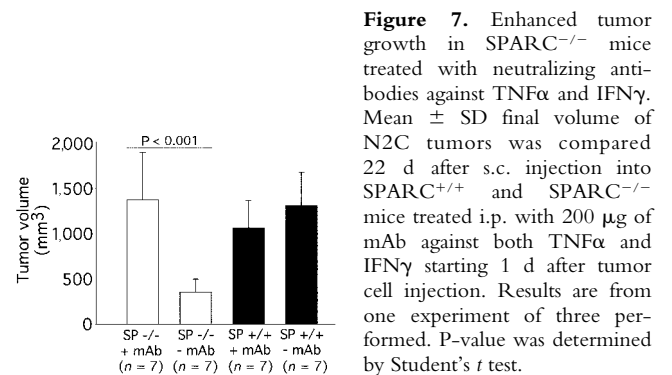 Figure 7. Enhanced tumor
growth in SPARC−/− mice
treated with neutralizing anti-
bodies against TNFα and IFNγ.
Mean ± SD final volume of
N2C tumors was compared
22 d after s.c. injection into
SPARC+/+ and SPARC−/−
mice treated i.p. with 200 μg of
mAb against both TNFα and
IFNγ starting 1 d after tumor
cell injection. Results are from
one experiment of three per-
formed. P-value was determined
by Student's t test.
P < 0.001
Tumor volume
(mm3)
2,000
1,500
1,000
500
0
SP -/- SP -/- SP +/+ SP +/+
+ mAb - mAb + mAb - mAb
(n = 7) (n = 7) (n = 7) (n = 7)